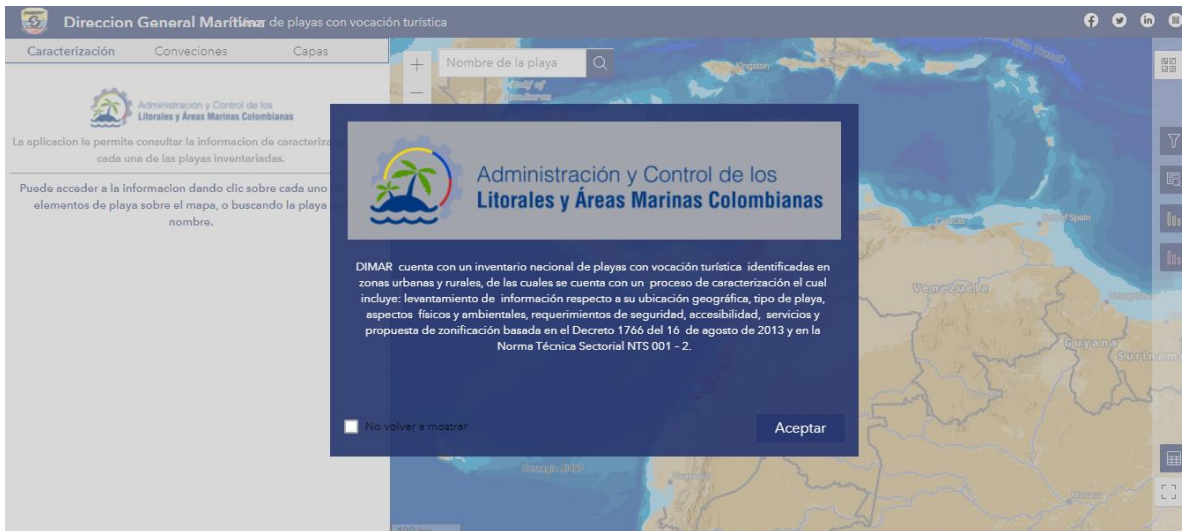 Direccion General Marítima
de playas con vocación turística
Caracterización Conveciones Capas
Nombre de la playa
Administración y Control de los
Litorales y Áreas Marinas Colombianas
La aplicacion le permite consultar la informacion de
cada una de las playas inventariadas.
Puede acceder a la informacion dando clic sobre cada uno
elementos de playa sobre el mapa, o buscando la playa
nombre.
Administración y Control de los
Litorales y Áreas Marinas Colombianas
DIMAR cuenta con un inventario nacional de playas con vocación turística identificadas en
zonas urbanas y rurales, de las cuales se cuenta con un proceso de caracterización el cual
incluye: levantamiento de información respecto a su ubicación geográfica, tipo de playa,
aspectos físicos y ambientales, requerimientos de seguridad, accesibilidad, servicios y
propuesta de zonificación basada en el Decreto 1766 del 16 de agosto de 2013 y en la
Norma Técnica Sectorial NTS 001 - 2.
No volver a mostrar
Aceptar
Kingston
Caracas
of Spain
Venezuela
Guyana